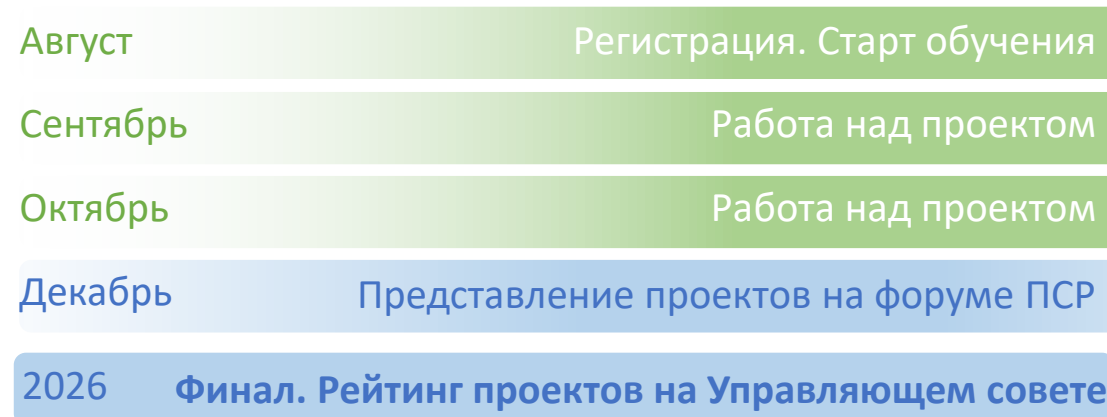 Август Регистрация. Старт обучения
Сентябрь Работа над проектом
Октябрь Работа над проектом
Декабрь Представление проектов на форуме ПСР
2026 Финал. Рейтинг проектов на Управляющем совете